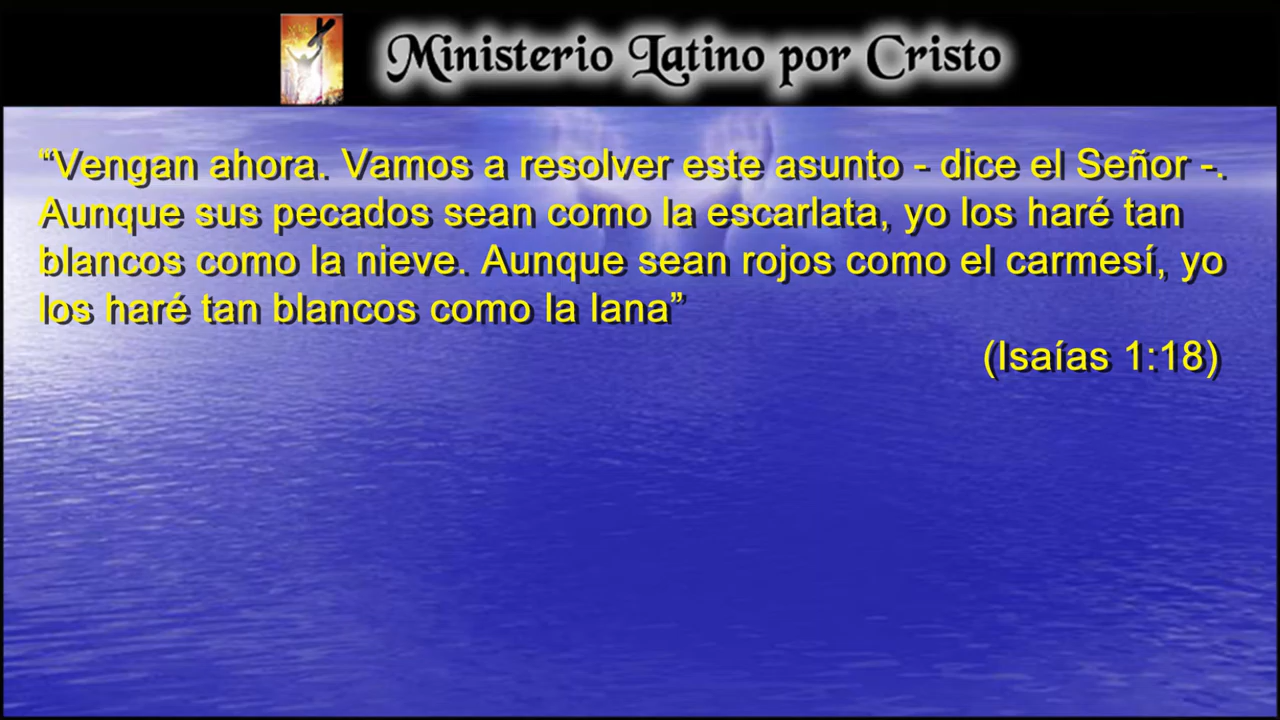 Ministerio Latino por Cristo
“Vengan ahora. Vamos a resolver este asunto - dice el Señor -.
Aunque sus pecados sean como la escarlata, yo los haré tan
blancos como la nieve. Aunque sean rojos como el carmesí, yo
los haré tan blancos como la lana”
(Isaías 1:18)